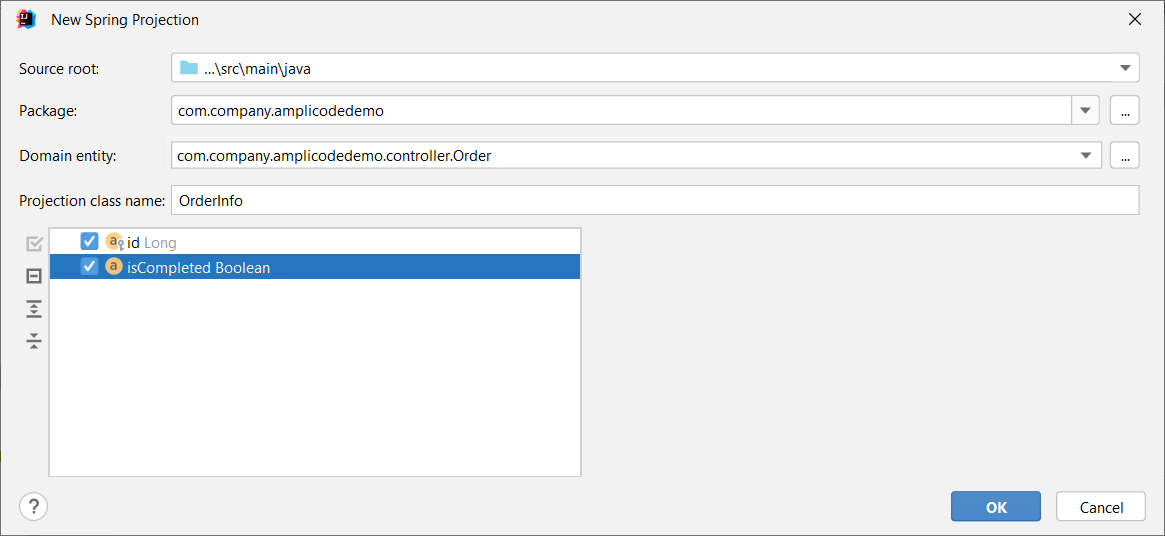 New Spring Projection
Source root: ...\src\main\java
Package: com.company.amplicodedemo ...
Domain entity: com.company.amplicodedemo.controller.Order ...
Projection class name: OrderInfo
a id Long
a isCompleted Boolean
? OK Cancel